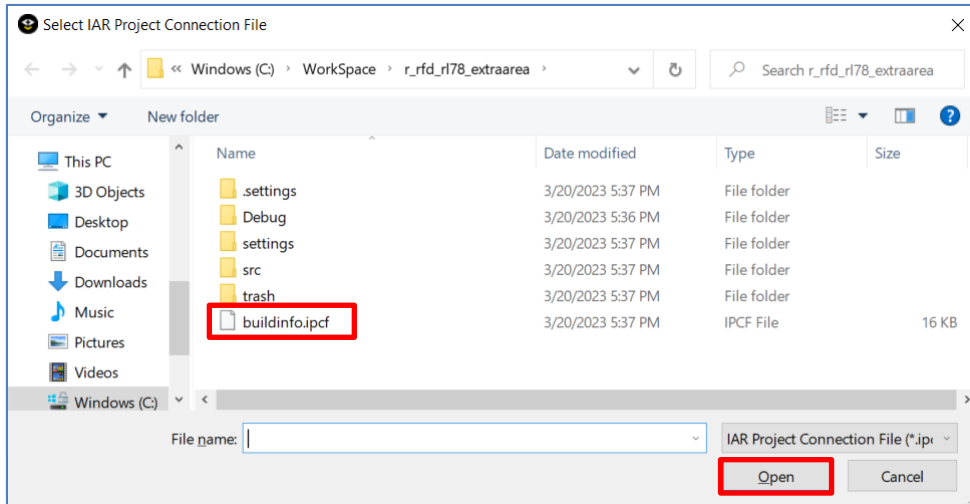 Select IAR Project Connection File
« Windows (C:) › WorkSpace › r_rfd_rl78_extraarea ›
Search r_rfd_rl78_extraarea
Organize
New folder
Name Date modified Type Size
This PC
3D Objects
Desktop
Documents
Downloads
Music
Pictures
Videos
Windows (C:)
.settings 3/20/2023 5:37 PM File folder
Debug 3/20/2023 5:36 PM File folder
settings 3/20/2023 5:37 PM File folder
src 3/20/2023 5:37 PM File folder
trash 3/20/2023 5:37 PM File folder
buildinfo.ipcf 3/20/2023 5:37 PM IPCF File 16 KB
File name:
IAR Project Connection File (*.ip
Open
Cancel